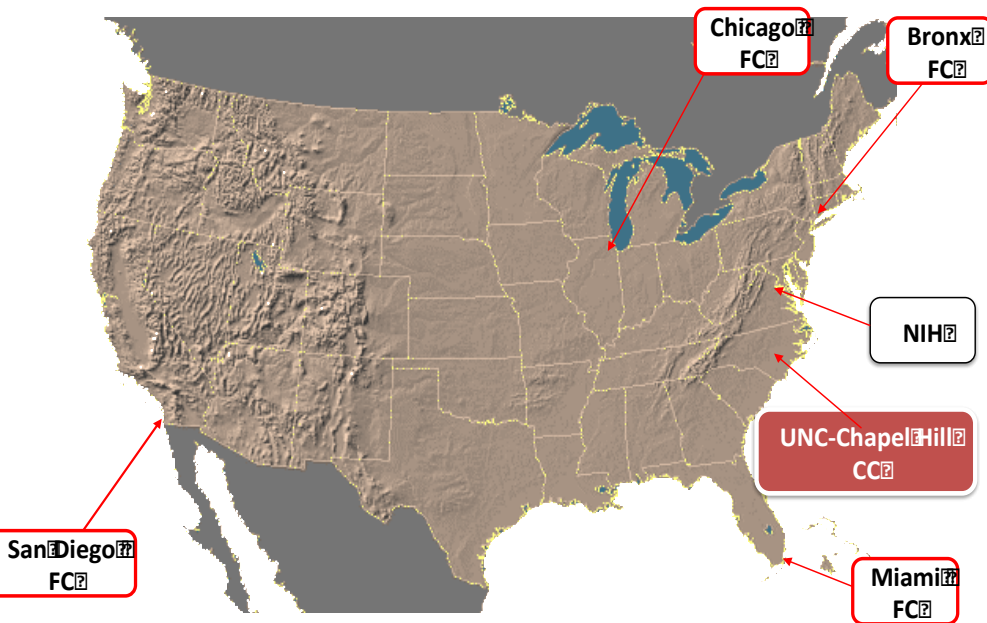 Chicago⍰⍰
FC⍰
Bronx⍰
FC⍰
NIH⍰
UNC-Chapel⍰Hill⍰
CC⍰
San⍰Diego⍰⍰
FC⍰
Miami⍰⍰
FC⍰